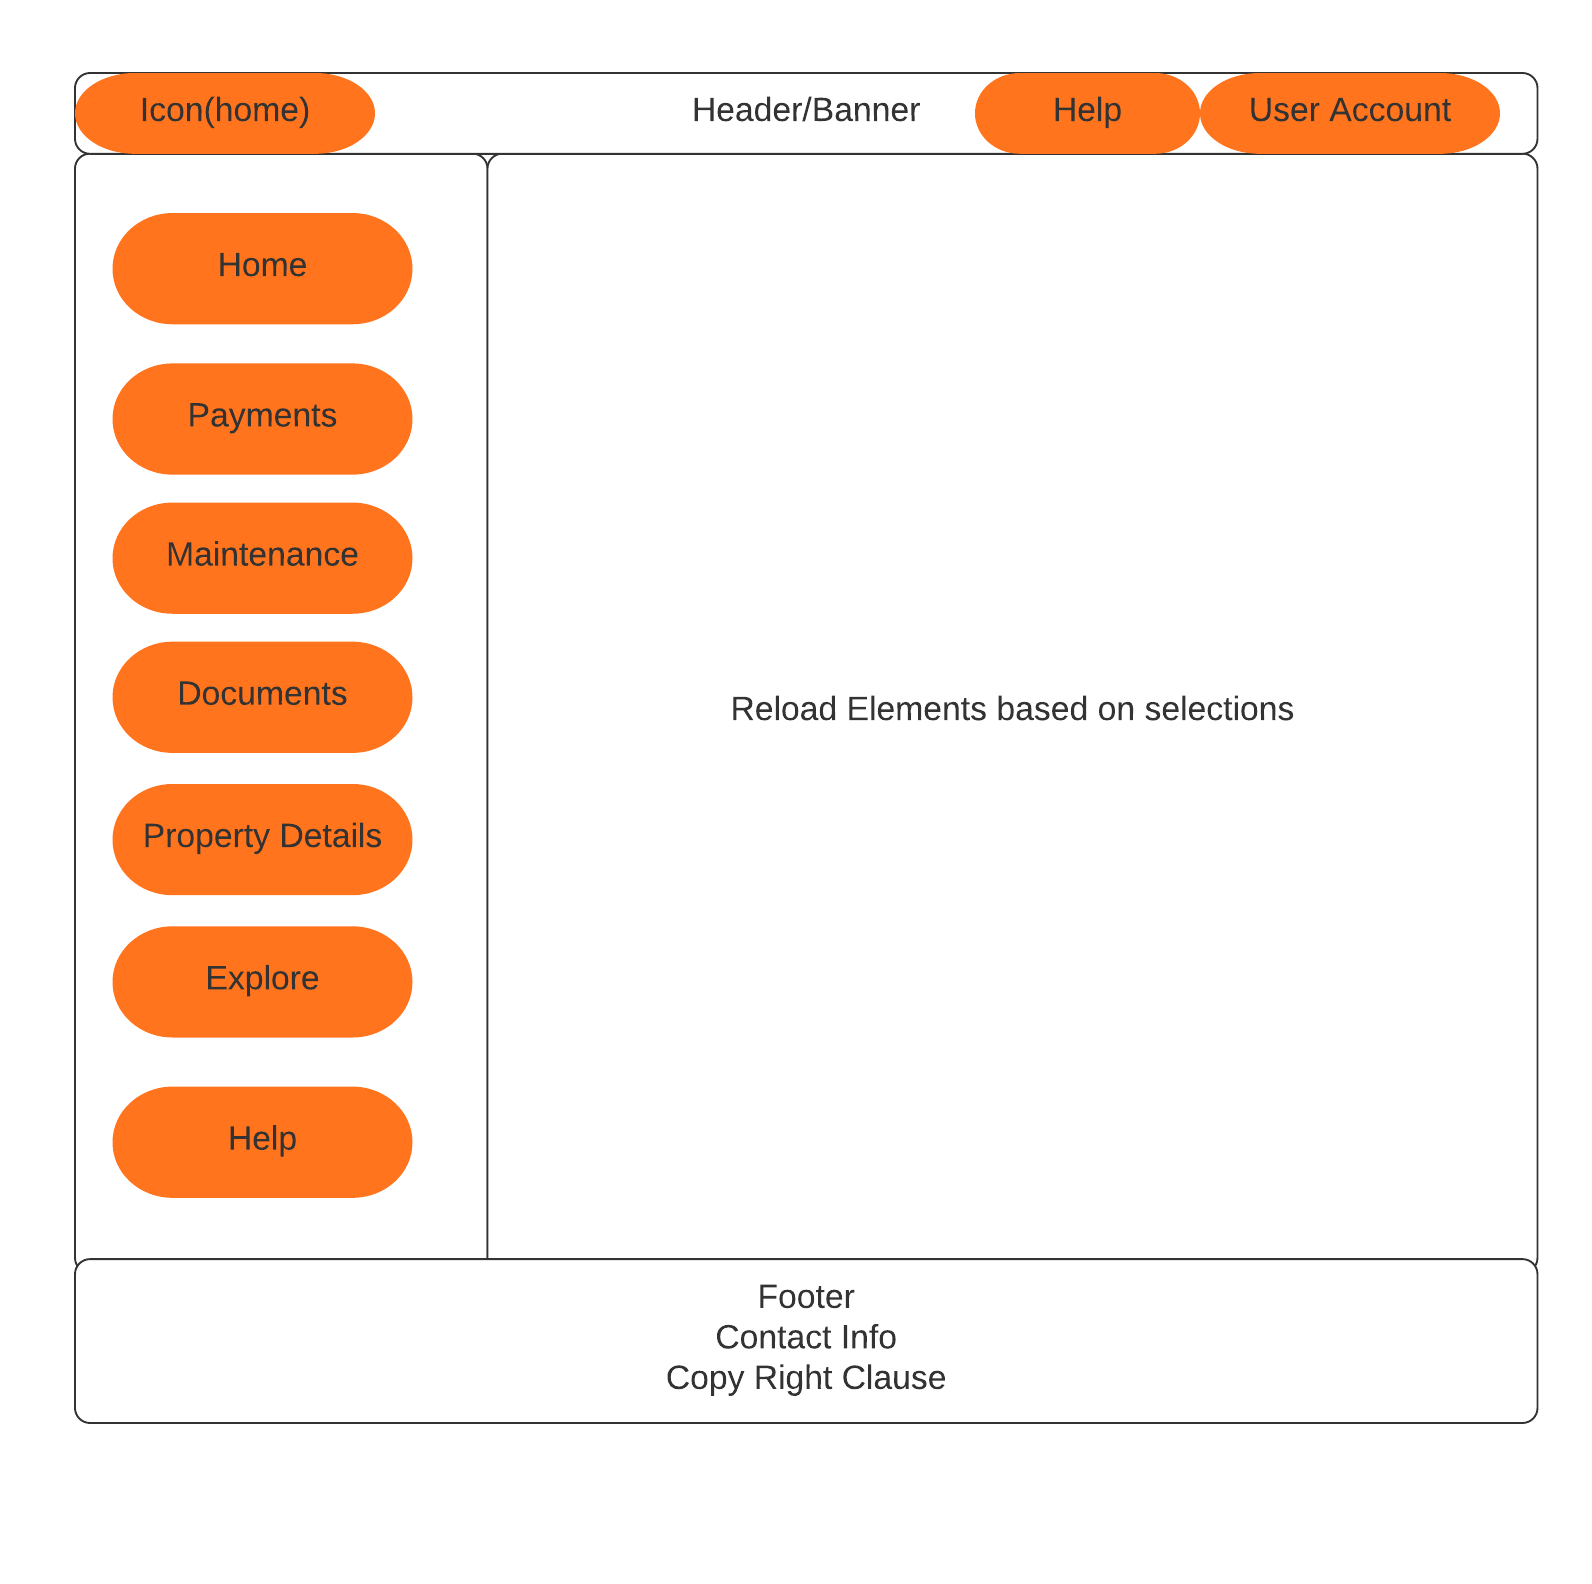 Icon(home)
Header/Banner
Help
User Account
Home
Payments
Maintenance
Documents
Property Details
Explore
Help
Reload Elements based on selections
Footer
Contact Info
Copy Right Clause